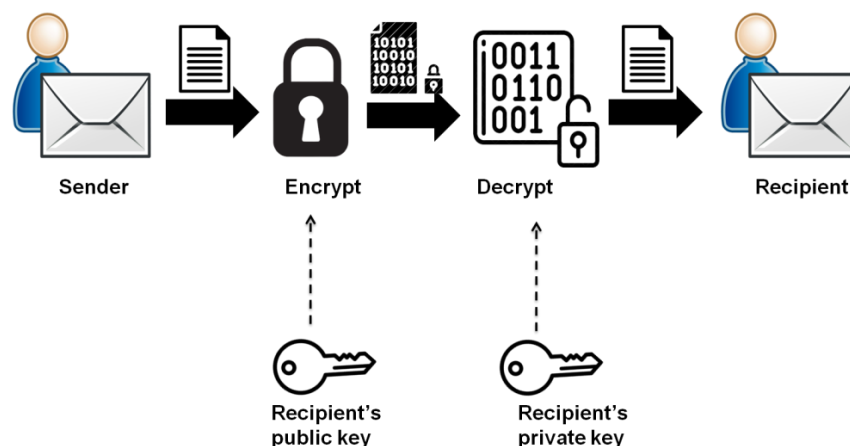 10101
10010
10101
10010
0011
0110
001
Sender
Encrypt
Decrypt
Recipient
Recipient's
public key
Recipient's
private key